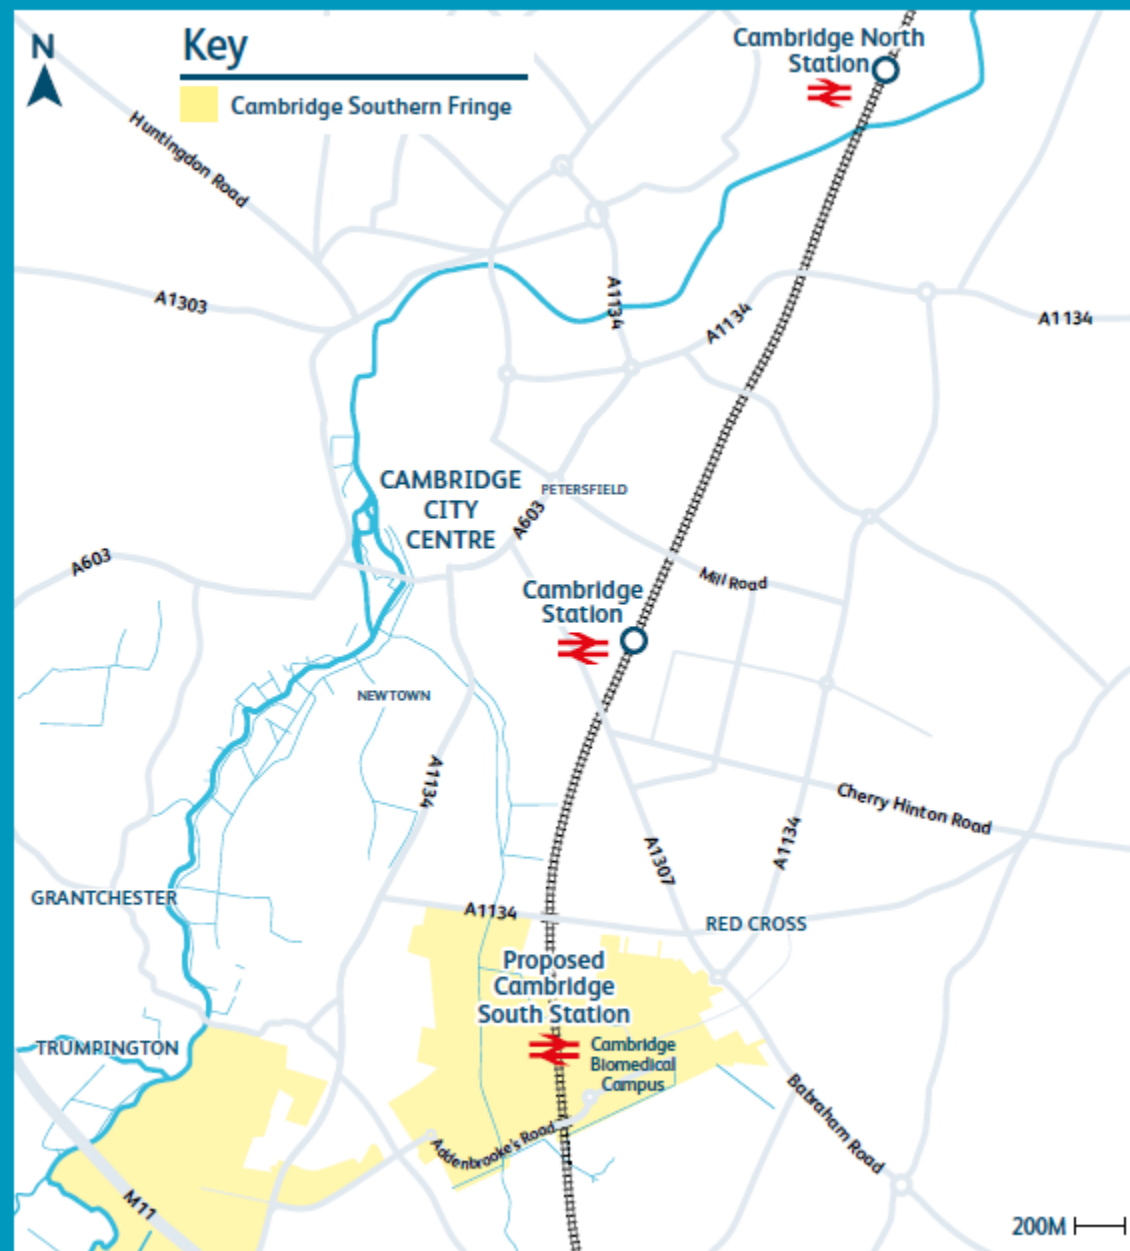 N
Key
Cambridge Southern Fringe
Cambridge North
Station
Huntingdon Road
A1303
A1134
A1134
A1134
CAMBRIDGE
CITY
CENTRE
PETERSFIELD
A603
A603
Mill Road
Cambridge
Station
NEWTOWN
A1134
Cherry Hinton Road
A1307
A1134
GRANTCHESTER
A1134
RED CROSS
Proposed
Cambridge
South Station
Cambridge
Biomedical
Campus
TRUMPINGTON
Addenbrooke's Road
Babraham Road
M11
200M